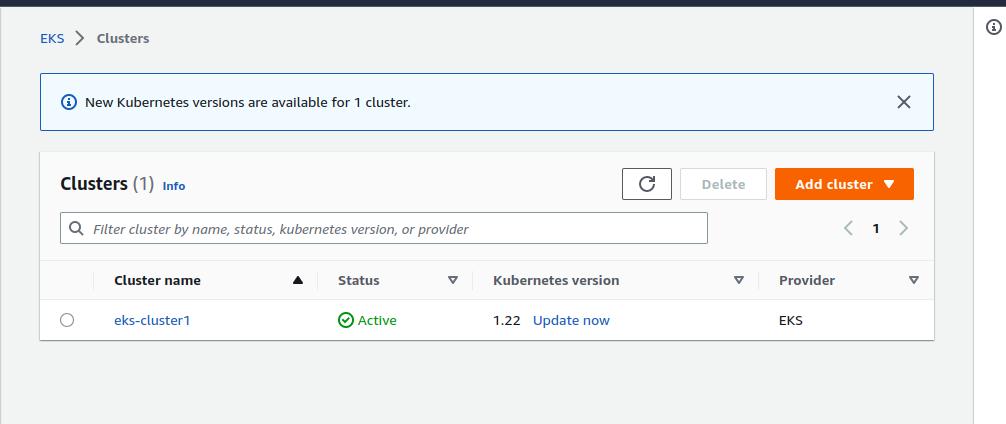 EKS > Clusters
New Kubernetes versions are available for 1 cluster.
Clusters (1) Info
Delete
Add cluster
Filter cluster by name, status, kubernetes version, or provider
1
Cluster name Status Kubernetes version Provider
eks-cluster1 Active 1.22 Update now EKS